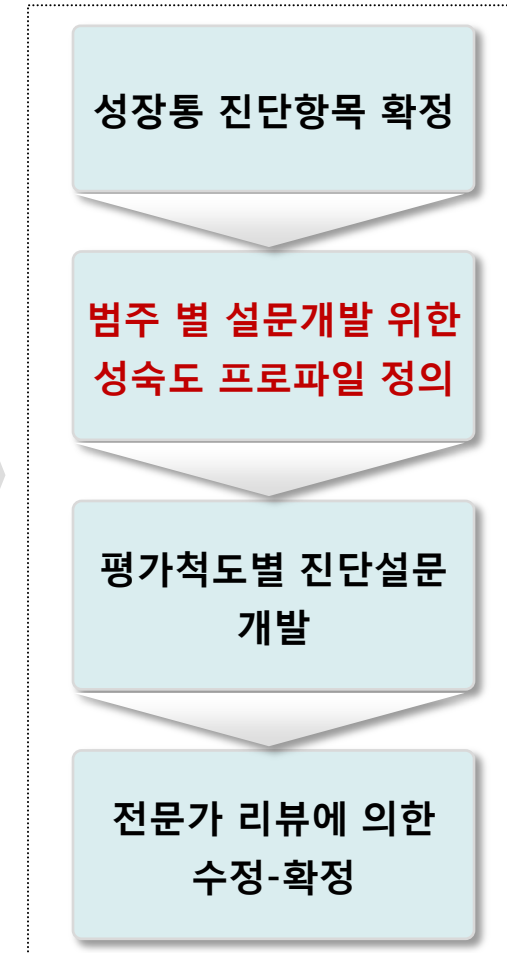 성장통 진단항목 확정
범주 별 설문개발 위한
성숙도 프로파일 정의
평가척도별 진단설문
개발
전문가 리뷰에 의한
수정-확정